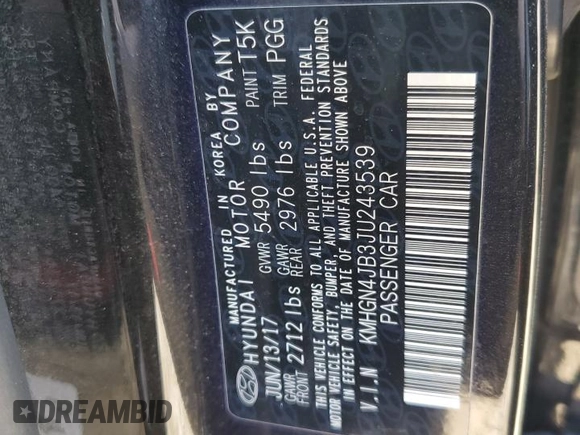 MANUFACTURED IN KOREA BY
HYUNDAI MOTOR COMPANY
JUN/13/17 GVWR 5490 lbs PAINT T5K
GAWR FRONT 2712 lbs GAWR REAR 2976 lbs TRIM PGG
THIS VEHICLE CONFORMS TO ALL APPLICABLE U.S.A. FEDERAL
MOTOR VEHICLE SAFETY, BUMPER, AND THEFT PREVENTION STANDARDS
IN EFFECT ON THE DATE OF MANUFACTURE SHOWN ABOVE
V.I.N KMHGN4JB3JU243539
PASSENGER CAR
DREAMBID